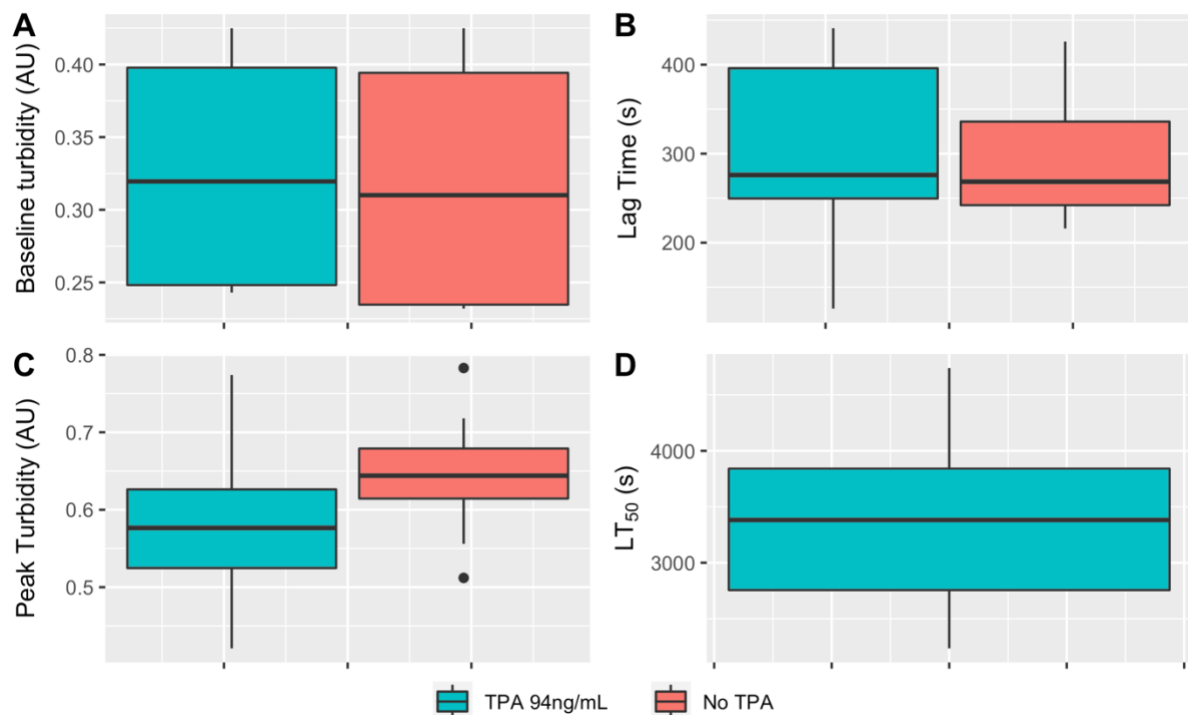 A
Baseline turbidity (AU)
0.40
0.35
0.30
0.25
B
Lag Time (s)
400
300
200
C
Peak Turbidity (AU)
0.8
0.7
0.6
0.5
D
LT50 (s)
4000
3000
TPA 94ng/mL
No TPA